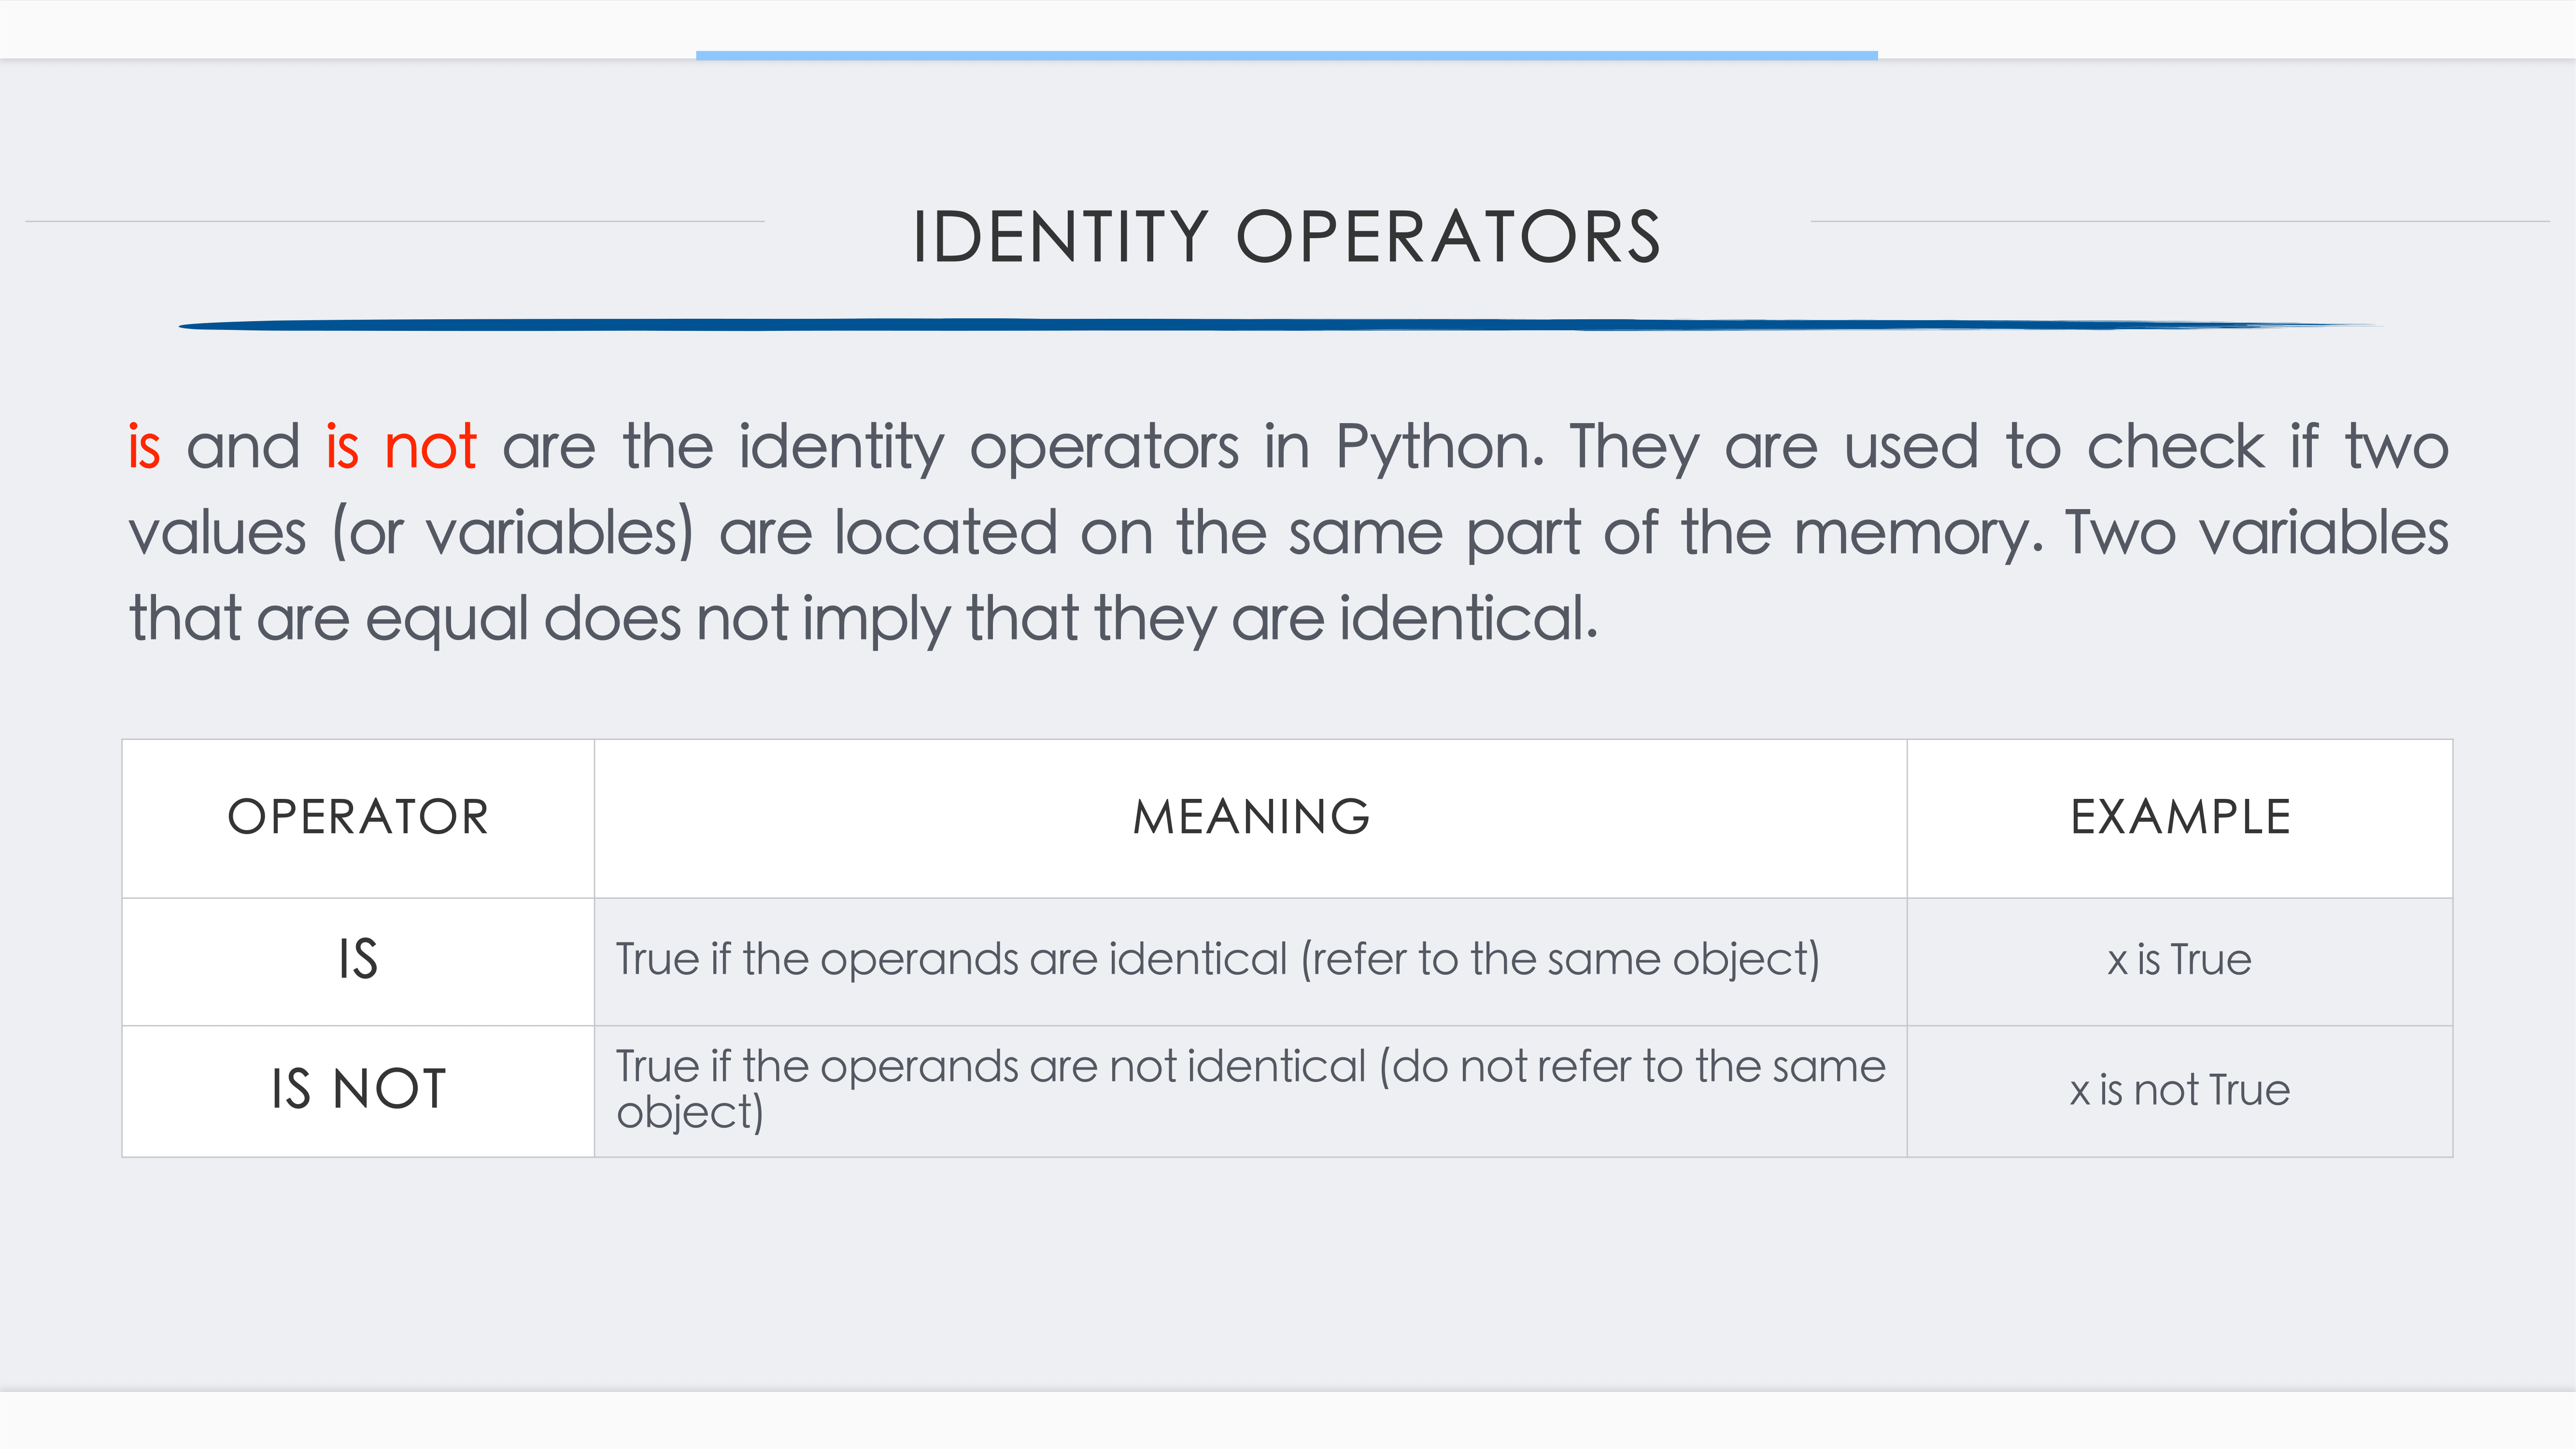 IDENTITY OPERATORS
is and is not are the identity operators in Python. They are used to check if two
values (or variables) are located on the same part of the memory. Two variables
that are equal does not imply that they are identical.
OPERATOR MEANING EXAMPLE
IS True if the operands are identical (refer to the same object) x is True
IS NOT True if the operands are not identical (do not refer to the same
object) x is not True